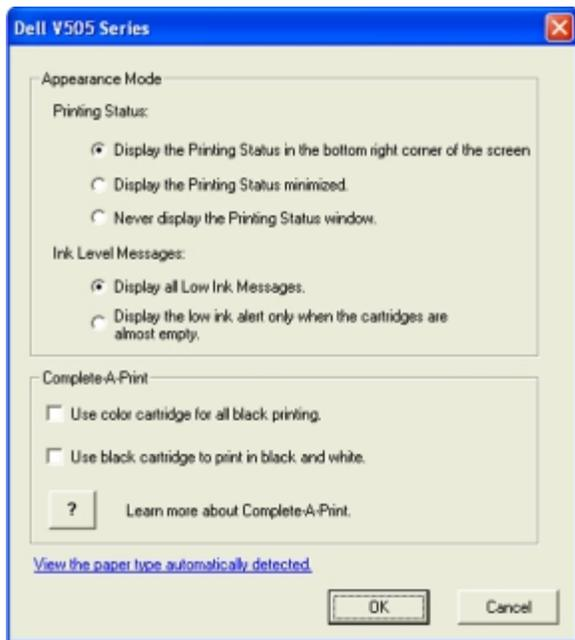 Dell V505 Series
Appearance Mode
Printing Status:
Display the Printing Status in the bottom right corner of the screen
Display the Printing Status minimized.
Never display the Printing Status window.
Ink Level Messages:
Display all Low Ink Messages.
Display the low ink alert only when the cartridges are
almost empty.
Complete-A-Print
Use color cartridge for all black printing.
Use black cartridge to print in black and white.
? Learn more about Complete-A-Print.
View the paper type automatically detected.
OK Cancel